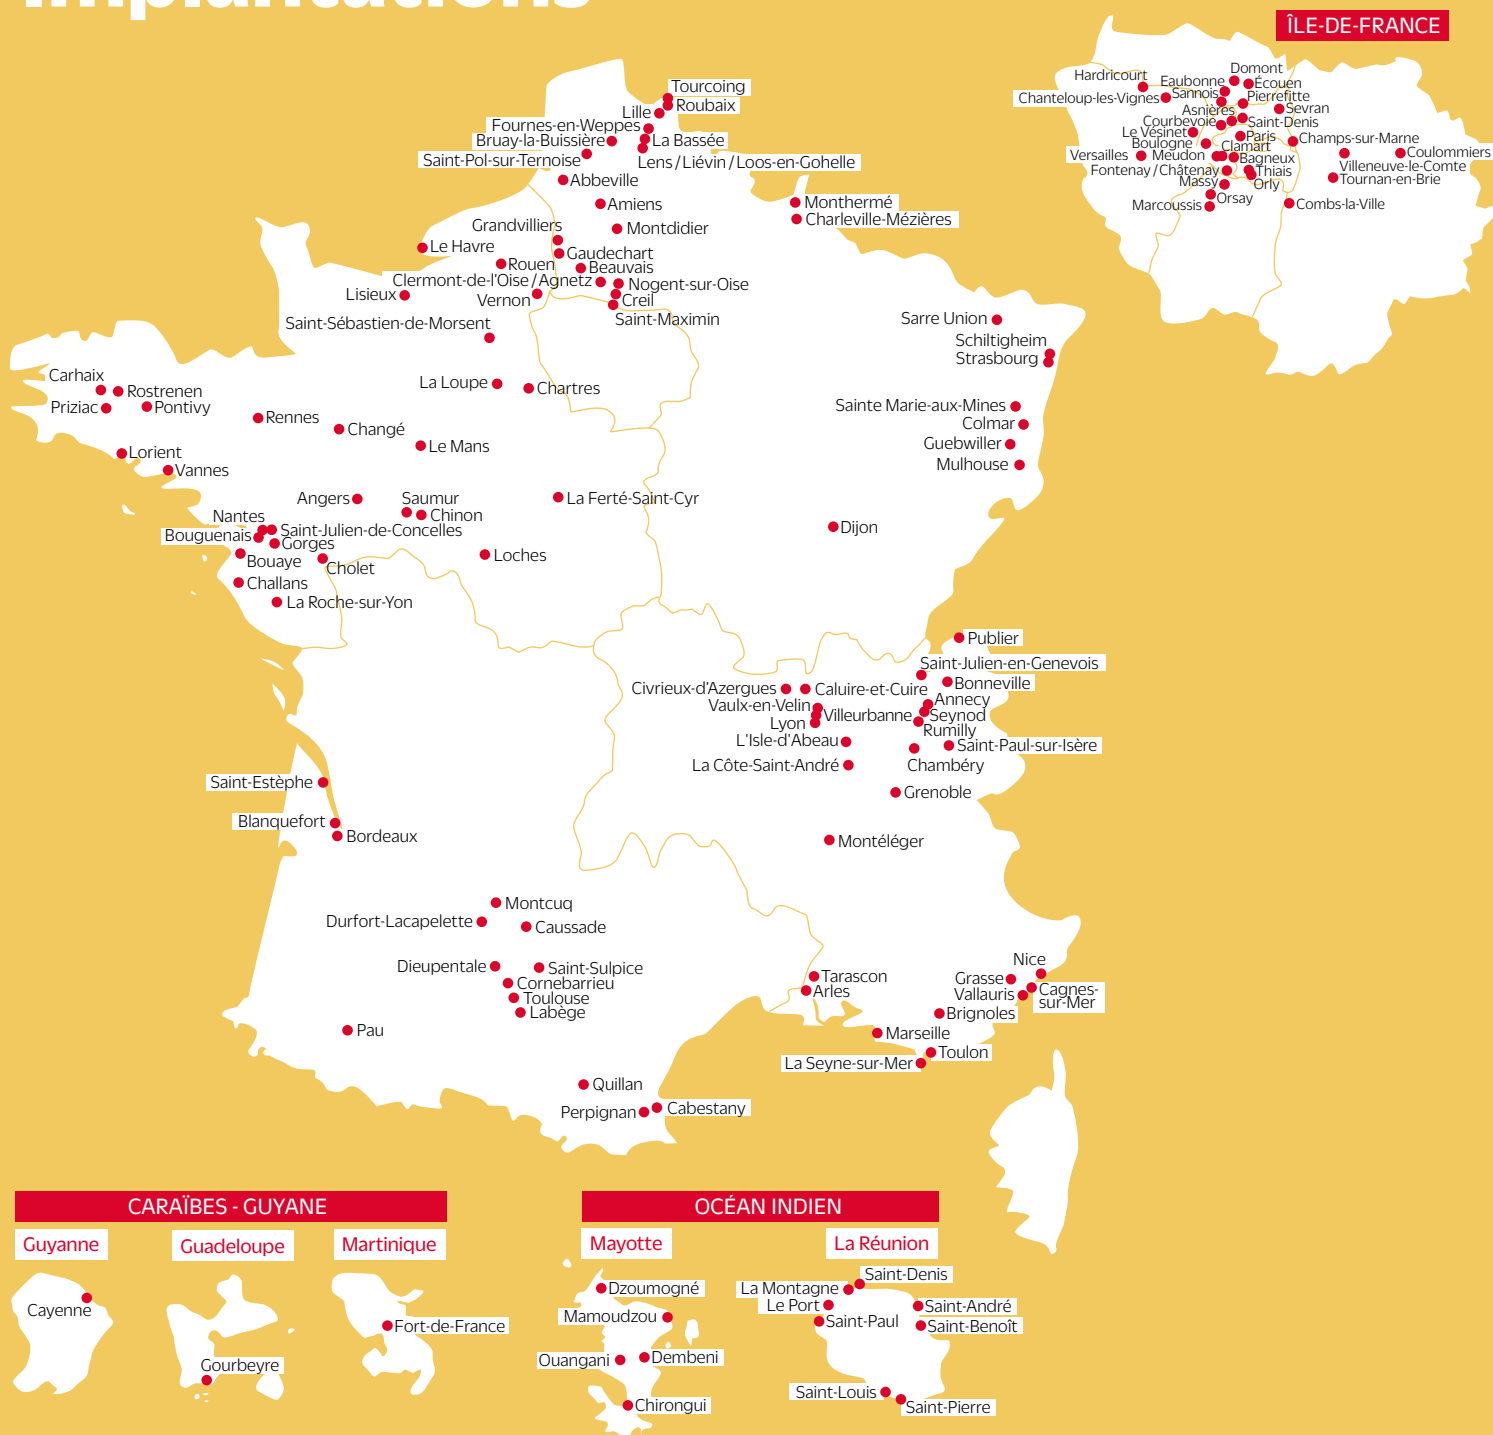 Implantations
ÎLE-DE-FRANCE
Domont
Hardricourt
Eaubonne
Écouen
Chanteloup-les-Vignes
Sannois
Pierrefitte
Asnières
Sevran
Courbevoie
Saint-Denis
Le Vésinet
Paris
Champs-sur-Marne
Boulogne
Clamart
Versailles
Meudon
Bagneux
Coulommiers
Villeneuve-le-Comte
Fontenay/Châtenay
Thiais
Massy
Orly
Tournan-en-Brie
Orsay
Marcoussis
Combs-la-Ville
Tourcoing
Roubaix
Lille
Fournes-en-Weppes
Bruay-la-Buissière
La Bassée
Saint-Pol-sur-Ternoise
Lens/Liévin/Loos-en-Gohelle
Abbeville
Amiens
Monthermé
Charleville-Mézières
Grandvilliers
Montdidier
Le Havre
Gaudechart
Rouen
Beauvais
Clermont-de-l'Oise/Agnetz
Nogent-sur-Oise
Lisieux
Vernon
Creil
Saint-Maximin
Saint-Sébastien-de-Morsent
Sarre Union
Schiltigheim
Strasbourg
Carhaix
La Loupe
Chartres
Rostrenen
Priziac
Pontivy
Sainte Marie-aux-Mines
Rennes
Colmar
Changé
Guebwiller
Le Mans
Lorient
Mulhouse
Vannes
Angers
Saumur
La Ferté-Saint-Cyr
Chinon
Nantes
Saint-Julien-de-Concelles
Dijon
Bouguenais
Gorges
Bouaye
Loches
Cholet
Challans
La Roche-sur-Yon
Publier
Saint-Julien-en-Genevois
Bonneville
Civrieux-d'Azergues
Caluire-et-Cuire
Annecy
Vaulx-en-Velin
Villeurbanne
Seynod
Lyon
Rumilly
L'Isle-d'Abeau
Saint-Paul-sur-Isère
La Côte-Saint-André
Chambéry
Saint-Estèphe
Grenoble
Blanquefort
Bordeaux
Montéléger
Montcuq
Durfort-Lacapelette
Caussade
Dieupentale
Saint-Sulpice
Nice
Cornebarrieu
Tarascon
Grasse
Toulouse
Arles
Vallauris
Cagnes-
sur-Mer
Labège
Brignoles
Pau
Marseille
Toulon
La Seyne-sur-Mer
Quillan
Perpignan
Cabestany
CARAÏBES - GUYANE
Guyanne
Guadeloupe
Martinique
Cayenne
Fort-de-France
Gourbeyre
OCÉAN INDIEN
Mayotte
La Réunion
Dzoumogné
Mamoudzou
Ouangani
Dembeni
Chirongui
Saint-Denis
La Montagne
Le Port
Saint-André
Saint-Paul
Saint-Benoît
Saint-Louis
Saint-Pierre